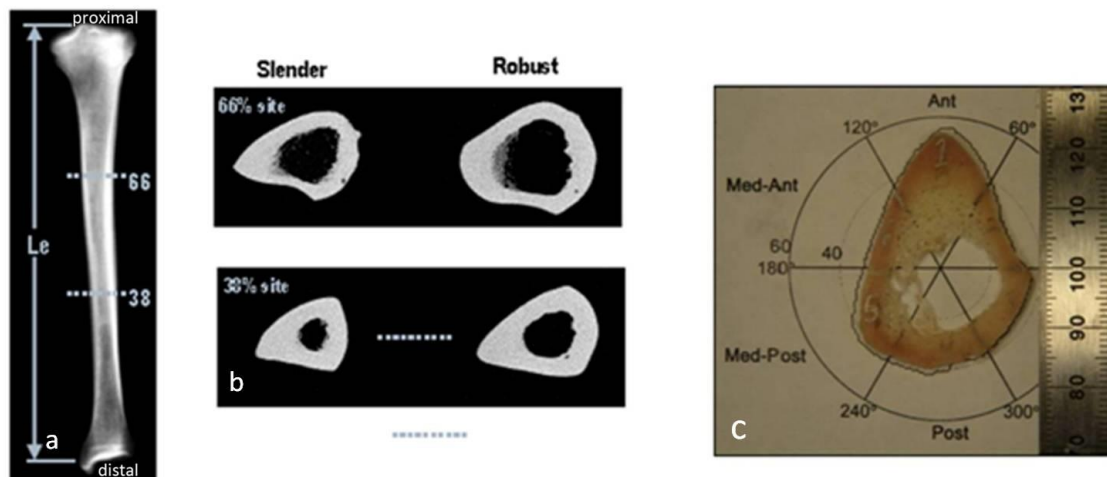 proximal
66
Le
38
a
distal
Slender
Robust
66% site
38% site
b
Ant
120°
60°
Med-Ant
60
40
180°
Med-Post
240°
300°
Post
c
13
120
110
100
90
80
70